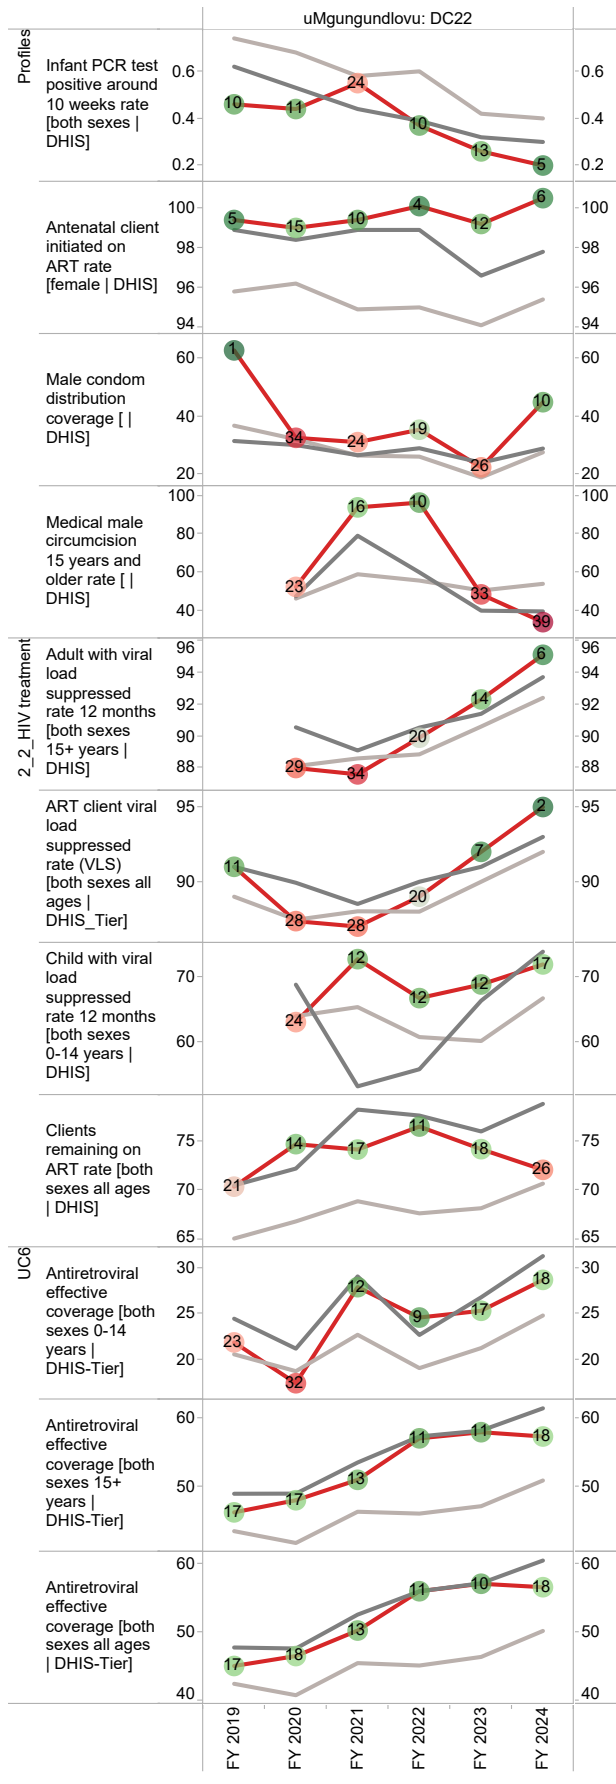 uMgungundlovu: DC22
Profiles
Infant PCR test
positive around
10 weeks rate
[both sexes |
DHIS]
0.6
0.4
0.2
10
11
24
10
13
5
0.6
0.4
0.2
Antenatal client
initiated on
ART rate
[female | DHIS]
100
98
96
94
5
15
10
4
12
6
100
98
96
94
Male condom
distribution
coverage [ |
DHIS]
60
40
20
1
34
24
19
26
10
60
40
20
Medical male
circumcision
15 years and
older rate [ |
DHIS]
100
80
60
40
23
16
10
33
39
100
80
60
40
2_2_HIV treatment
Adult with viral
load
suppressed
rate 12 months
[both sexes
15+ years |
DHIS]
96
94
92
90
88
29
34
20
14
6
96
94
92
90
88
ART client viral
load
suppressed
rate (VLS)
[both sexes all
ages |
DHIS_Tier]
95
90
11
28
28
20
7
2
95
90
Child with viral
load
suppressed
rate 12 months
[both sexes
0-14 years |
DHIS]
70
60
24
12
12
12
17
70
60
Clients
remaining on
ART rate [both
sexes all ages
| DHIS]
75
70
65
21
14
17
11
18
26
75
70
65
UC6
Antiretroviral
effective
coverage [both
sexes 0-14
years |
DHIS-Tier]
30
25
20
23
32
12
9
17
18
30
25
20
Antiretroviral
effective
coverage [both
sexes 15+
years |
DHIS-Tier]
60
50
17
17
13
11
11
18
60
50
Antiretroviral
effective
coverage [both
sexes all ages
| DHIS-Tier]
60
50
40
17
18
13
11
10
18
60
50
40
FY 2019
FY 2020
FY 2021
FY 2022
FY 2023
FY 2024